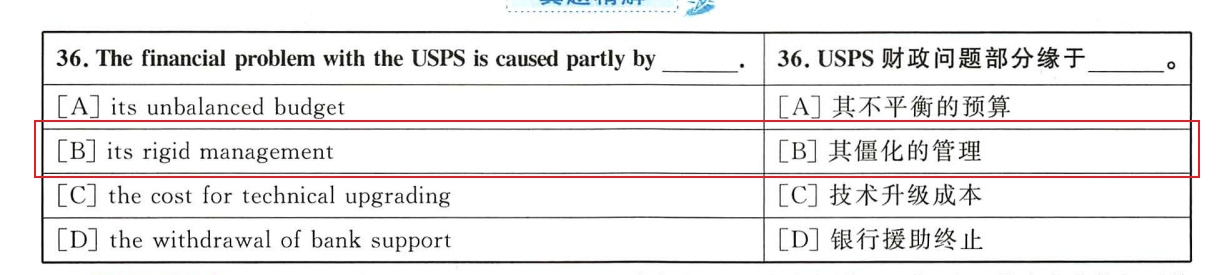 36. The financial problem with the USPS is caused partly by ______. 36. USPS 财政问题部分缘于______。
[A] its unbalanced budget [A] 其不平衡的预算
[B] its rigid management [B] 其僵化的管理
[C] the cost for technical upgrading [C] 技术升级成本
[D] the withdrawal of bank support [D] 银行援助终止